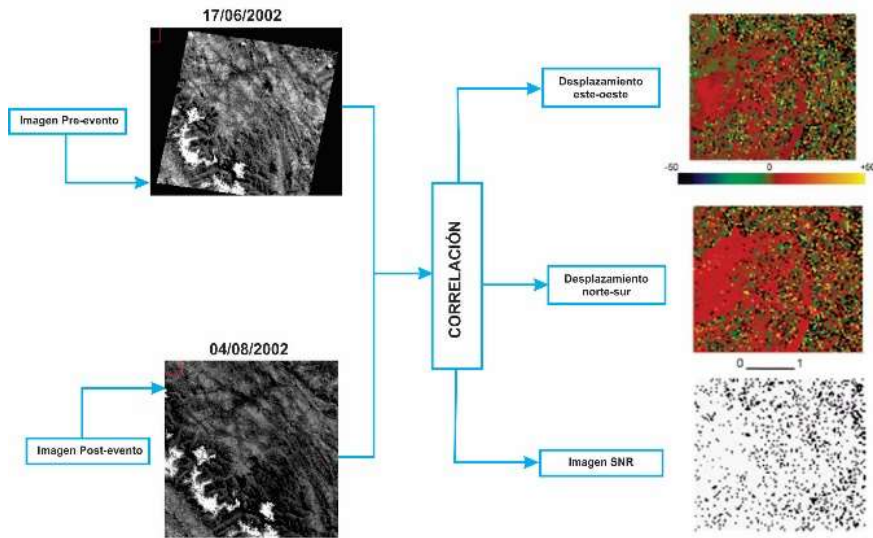 17/06/2002
Imagen Pre-evento
04/08/2002
Imagen Post-evento
CORRELACIÓN
Desplazamiento
este-oeste
-50 0 +50
Desplazamiento
norte-sur
0 1
Imagen SNR